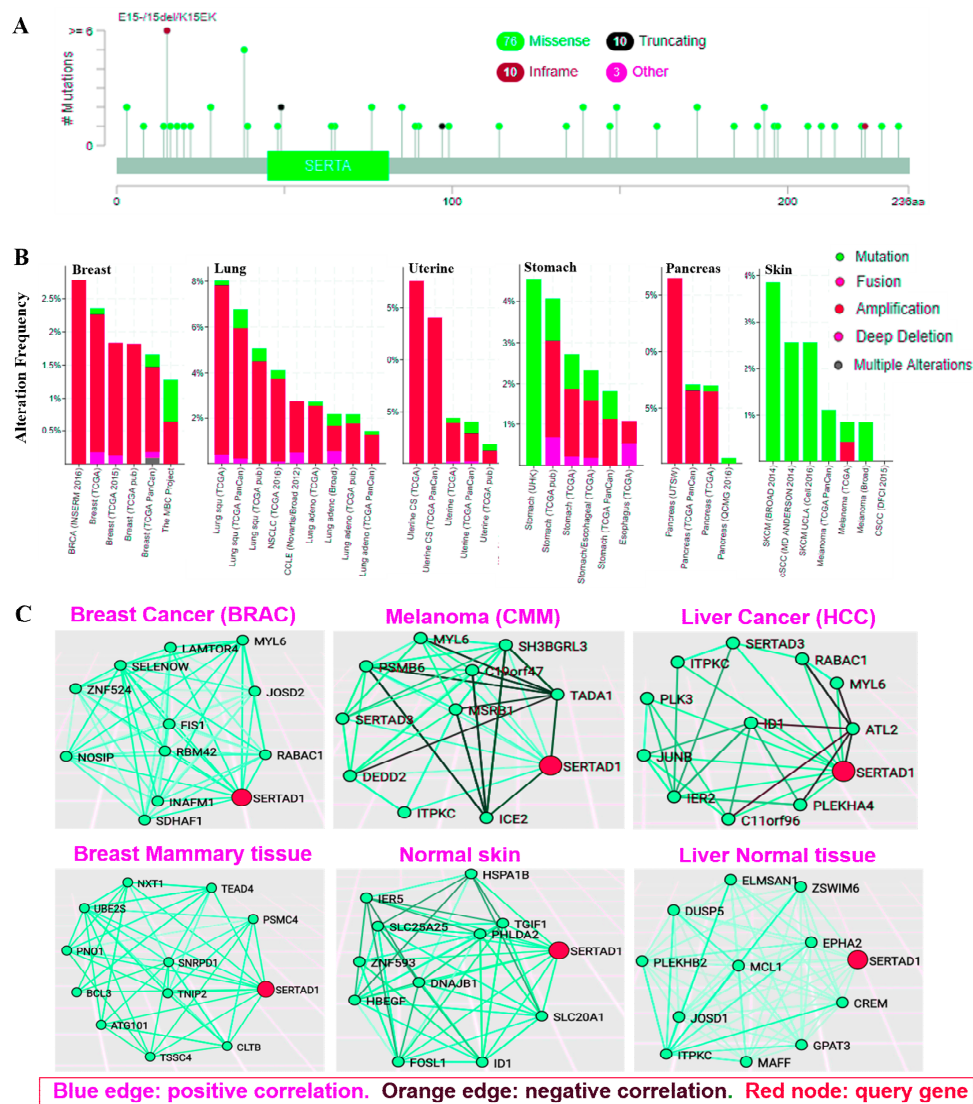 A
E15-/15del/K15EK
>= 6
# Mutations
0
76 Missense
10 Truncating
10 Inframe
3 Other
SERTA
0
100
200
236aa
B
Alteration Frequency
Breast
2.5%
2%
1.5%
1%
0.5%
BRCA (INSERM 2016)
Breast (TCGA)
Breast (TCGA 2015)
Breast (TCGA pub)
Breast (TCGA PanCan)
The MBC Project
Lung
8%
6%
4%
2%
Lung squ (TCGA)
Lung squ (TCGA PanCan)
Lung squ (TCGA pub)
NSCLC (TCGA 2016)
CCLE (Novartis/Broad 2012)
Lung adeno (TCGA)
Lung adeno (Broad)
Lung adeno (TCGA pub)
Lung adeno (TCGA PanCan)
Uterine
5%
0%
5%
Uterine CS (TCGA)
Uterine CS (TCGA PanCan)
Uterine (TCGA)
Uterine (TCGA PanCan)
Uterine (TCGA pub)
Stomach
4%
3%
2%
1%
Stomach (UHK)
Stomach (TCGA pub)
Stomach (TCGA)
Stomach/Esophageal (TCGA)
Stomach (TCGA PanCan)
Esophagus (TCGA)
Pancreas
5%
0%
5%
Pancreas (UTSW)
Pancreas (TCGA PanCan)
Pancreas (TCGA)
Pancreas (QCMG 2016)
Skin
4%
3%
2%
1%
SKCM (BROAD 2014)
cSCC (MD ANDERSON 2014)
SKCM UCLA (Cell 2016)
Meanoma (TCGA PanCan)
Melanoma (TCGA)
Meanoma (Broad)
CSCC (DFCI 2015)
Mutation
Fusion
Amplification
Deep Deletion
Multiple Alterations
C
Breast Cancer (BRAC)
MYL6
LAMTOR4
SELENOW
ZNF524
JOSD2
FIS1
NOSIP
RBM42
RABAC1
INAFM1
SERTAD1
SDHAF1
Melanoma (CMM)
MYL6
SH3BGRL3
PSMB6
C19orf47
TADA1
SERTAD3
MSRB1
SERTAD1
DEDD2
ITPKC
ICE2
Liver Cancer (HCC)
SERTAD3
ITPKC
RABAC1
MYL6
PLK3
ID1
ATL2
JUNB
SERTAD1
IER2
PLEKHA4
C11orf96
Breast Mammary tissue
NXT1
TEAD4
UBE2S
PSMC4
PNO1
SNRPD1
BCL3
TNIP2
SERTAD1
ATG101
CLTB
TSSC4
Normal skin
HSPA1B
IER5
SLC25A25
TGIF1
PHLDA2
SERTAD1
ZNF593
DNAJB1
HBEGF
SLC20A1
FOSL1
ID1
Liver Normal tissue
ELMSAN1
ZSWIM6
DUSP5
EPHA2
PLEKHB2
MCL1
SERTAD1
CREM
JOSD1
GPAT3
ITPKC
MAFF
Blue edge: positive correlation. Orange edge: negative correlation. Red node: query gene